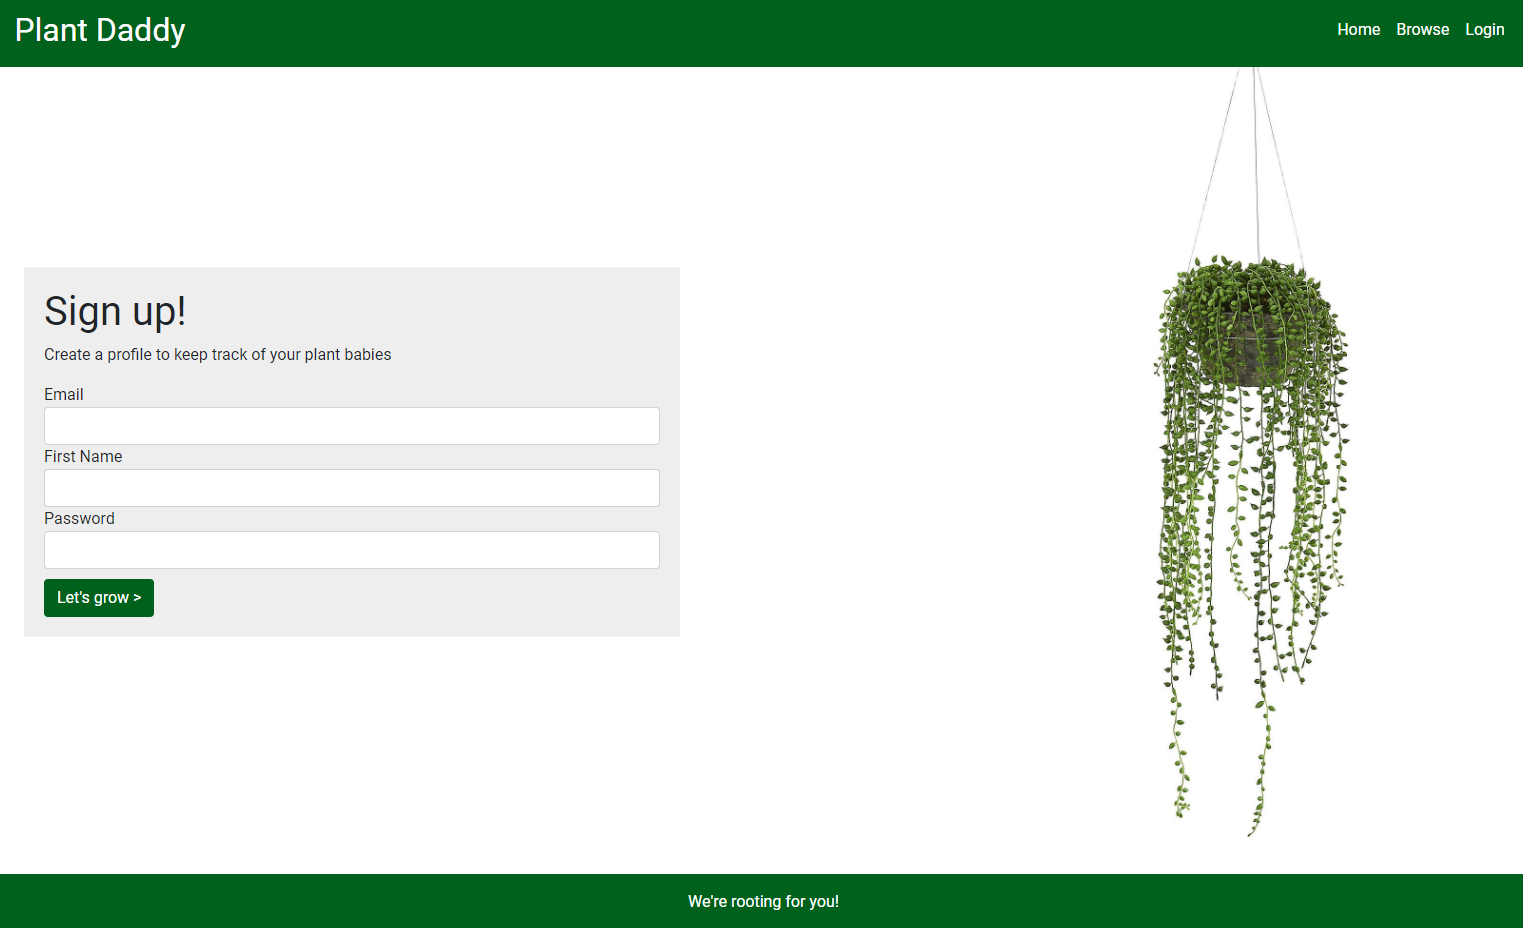 Plant Daddy
Home Browse Login
Sign up!
Create a profile to keep track of your plant babies
Email
First Name
Password
Let's grow >
We're rooting for you!